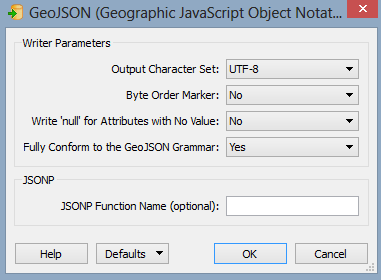 GeoJSON (Geographic JavaScript Object Notat...
Writer Parameters
Output Character Set: UTF-8
Byte Order Marker: No
Write 'null' for Attributes with No Value: No
Fully Conform to the GeoJSON Grammar: Yes
JSONP
JSONP Function Name (optional):
Help Defaults OK Cancel